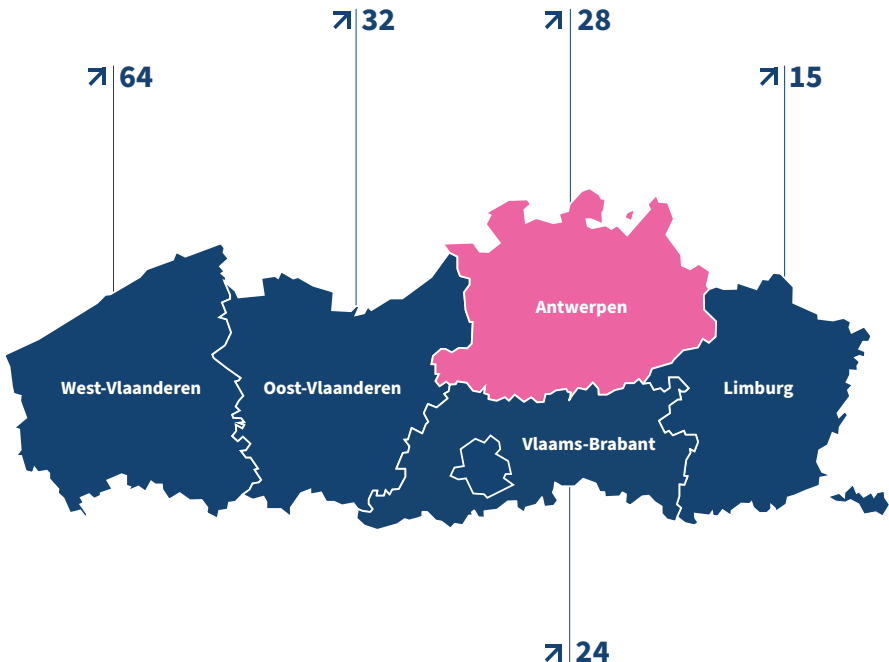 32
28
64
15
Antwerpen
West-Vlaanderen
Oost-Vlaanderen
Limburg
Vlaams-Brabant
24